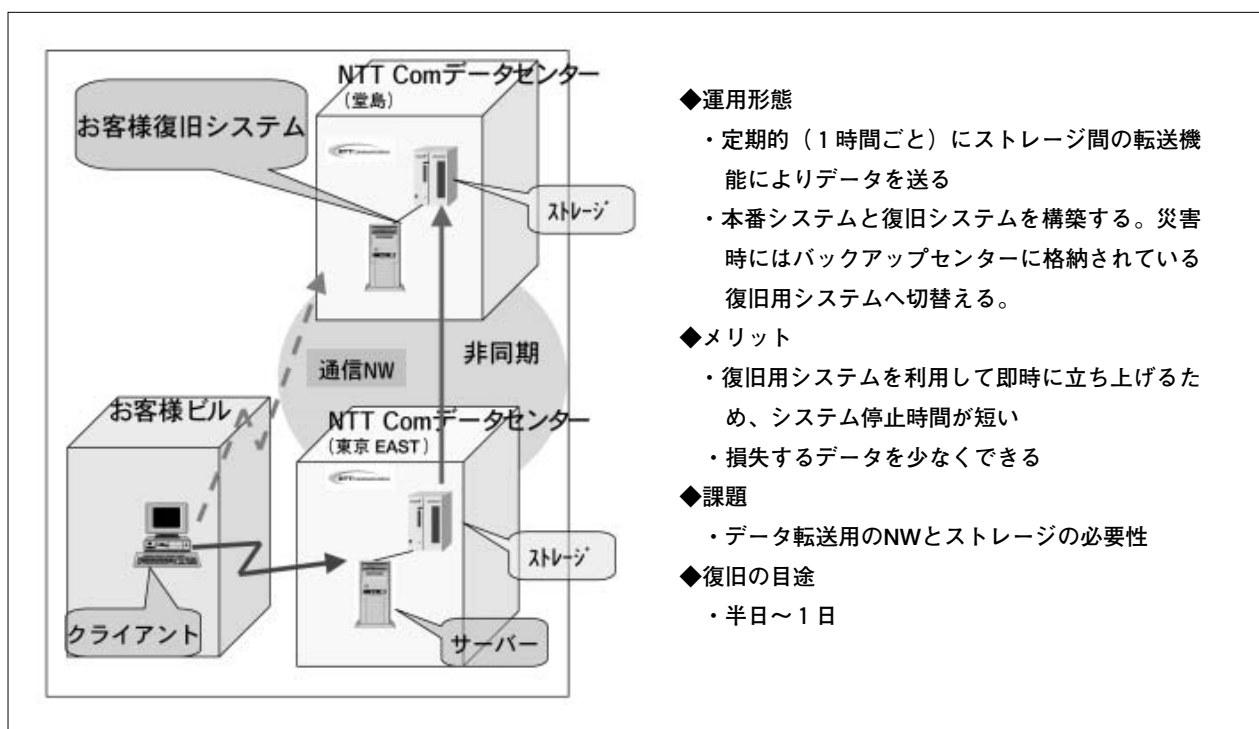 NTT Comデータセンター
(堂島)
お客様復旧システム
ストレージ
非同期
通信NW
お客様ビル
NTT Comデータセンター
(東京 EAST)
ストレージ
クライアント
サーバー
◆運用形態
・定期的(1時間ごと)にストレージ間の転送機
能によりデータを送る
・本番システムと復旧システムを構築する。災害
時にはバックアップセンターに格納されている
復旧用システムへ切替える。
◆メリット
・復旧用システムを利用して即時に立ち上げるた
め、システム停止時間が短い
・損失するデータを少なくできる
◆課題
・データ転送用のNWとストレージの必要性
◆復旧の目途
・半日~1日